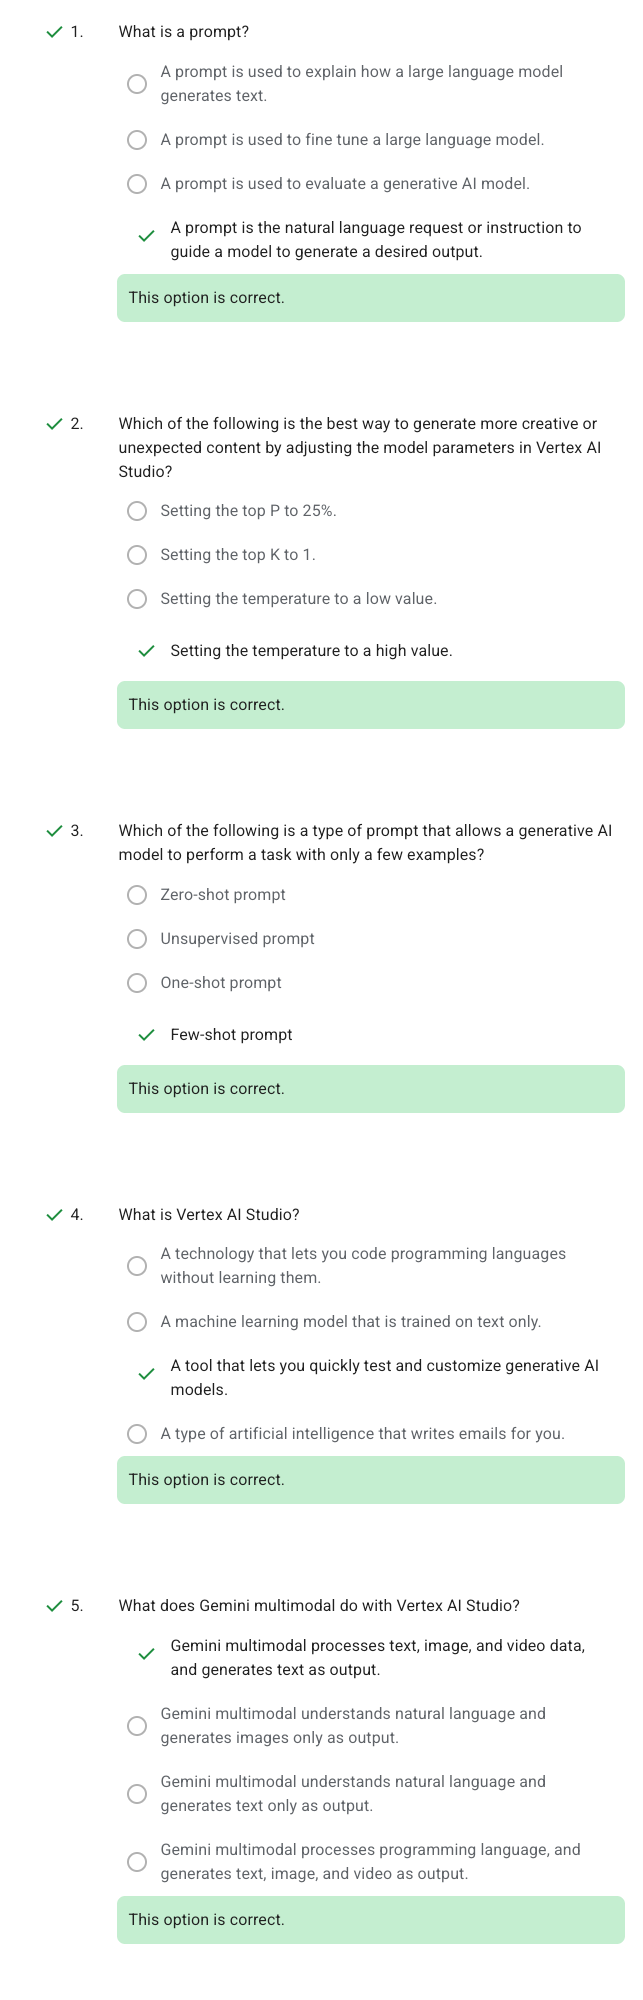 1. What is a prompt?
A prompt is used to explain how a large language model
generates text.
A prompt is used to fine tune a large language model.
A prompt is used to evaluate a generative AI model.
A prompt is the natural language request or instruction to
guide a model to generate a desired output.
This option is correct.
2. Which of the following is the best way to generate more creative or
unexpected content by adjusting the model parameters in Vertex AI
Studio?
Setting the top P to 25%.
Setting the top K to 1.
Setting the temperature to a low value.
Setting the temperature to a high value.
This option is correct.
3. Which of the following is a type of prompt that allows a generative AI
model to perform a task with only a few examples?
Zero-shot prompt
Unsupervised prompt
One-shot prompt
Few-shot prompt
This option is correct.
4. What is Vertex AI Studio?
A technology that lets you code programming languages
without learning them.
A machine learning model that is trained on text only.
A tool that lets you quickly test and customize generative AI
models.
A type of artificial intelligence that writes emails for you.
This option is correct.
5. What does Gemini multimodal do with Vertex AI Studio?
Gemini multimodal processes text, image, and video data,
and generates text as output.
Gemini multimodal understands natural language and
generates images only as output.
Gemini multimodal understands natural language and
generates text only as output.
Gemini multimodal processes programming language, and
generates text, image, and video as output.
This option is correct.